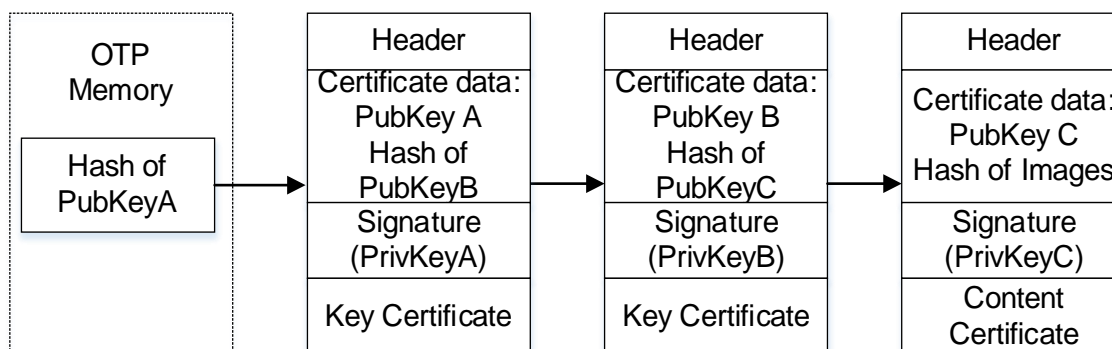 OTP
Memory
Hash of
PubKeyA
Header
Certificate data:
PubKey A
Hash of
PubKeyB
Signature
(PrivKeyA)
Key Certificate
Header
Certificate data:
PubKey B
Hash of
PubKeyC
Signature
(PrivKeyB)
Key Certificate
Header
Certificate data:
PubKey C
Hash of Images
Signature
(PrivKeyC)
Content
Certificate